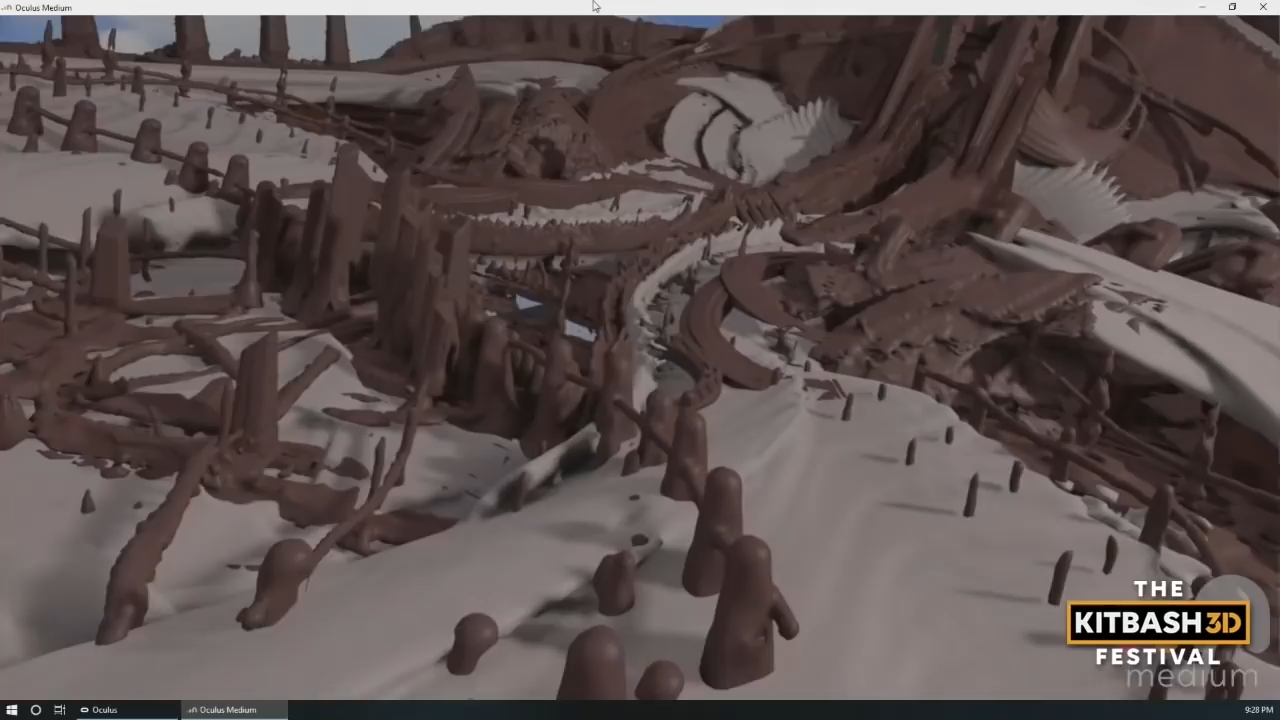 Oculus Medium
THE
KITBASH3D
FESTIVAL
medium
Oculus
Oculus Medium
9:28 PM